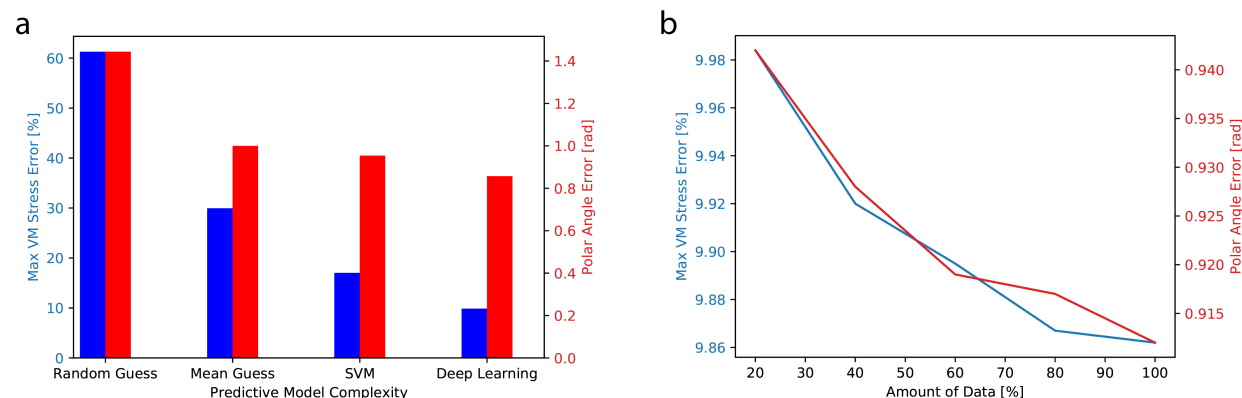 a
Max VM Stress Error [%]
60
50
40
30
20
10
0
1.4
1.2
1.0
0.8
0.6
0.4
0.2
0.0
Polar Angle Error [rad]
Random Guess
Mean Guess
SVM
Deep Learning
Predictive Model Complexity
b
Max VM Stress Error [%]
9.98
9.96
9.94
9.92
9.90
9.88
9.86
0.940
0.935
0.930
0.925
0.920
0.915
Polar Angle Error [rad]
20 30 40 50 60 70 80 90 100
Amount of Data [%]